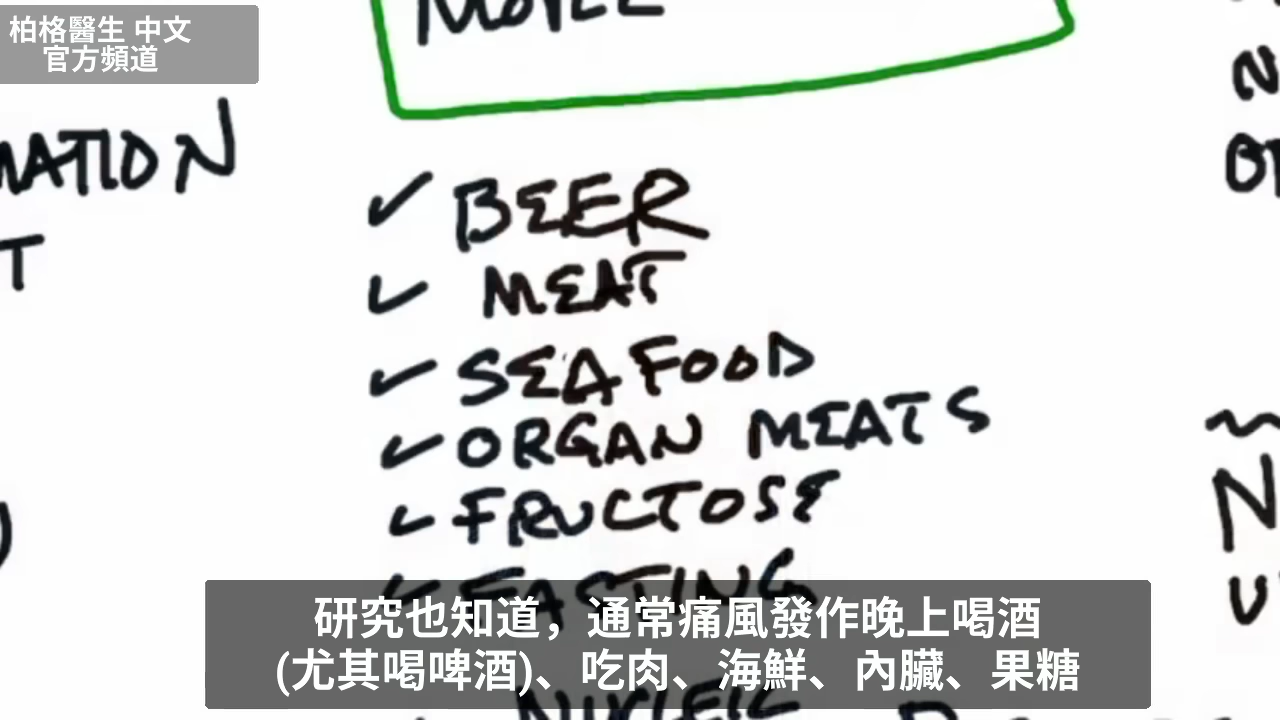 柏格醫生 中文
官方頻道
BEER
MEAT
SEAFOOD
ORGAN MEATS
FRUCTOSE
FASTING
研究也知道，通常痛風發作晚上喝酒
(尤其喝啤酒)、吃肉、海鮮、內臟、果糖
NUCLEIC